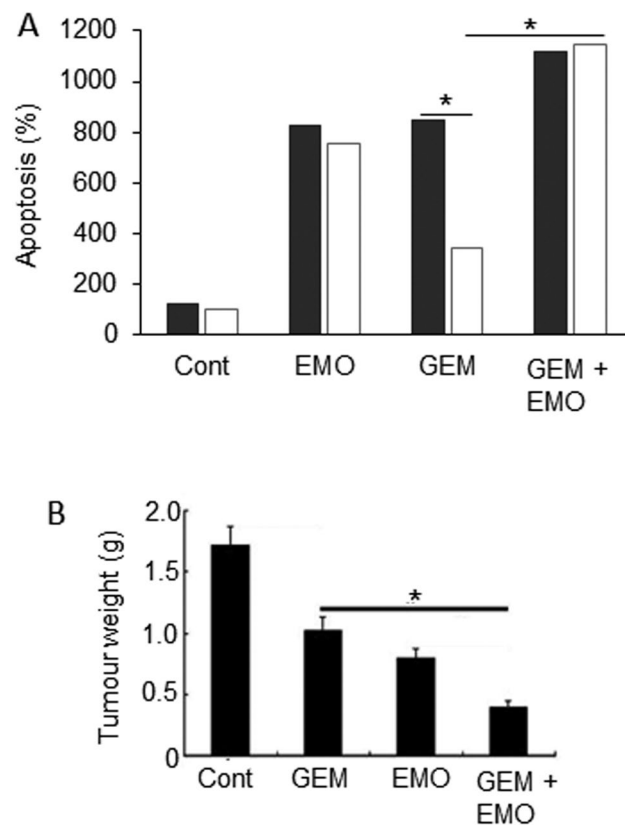 A
Apoptosis (%)
1200
1000
800
600
400
200
0
*
*
Cont
EMO
GEM
GEM +
EMO
B
Tumour weight (g)
2.0
1.5
1.0
0.5
0
*
Cont
GEM
EMO
GEM +
EMO